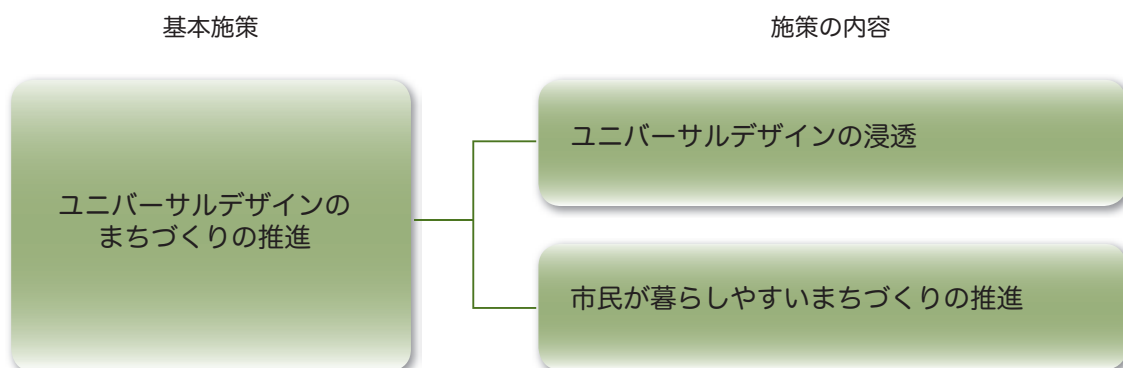 基本施策
施策の内容
ユニバーサルデザインの
まちづくりの推進
ユニバーサルデザインの浸透
市民が暮らしやすいまちづくりの推進